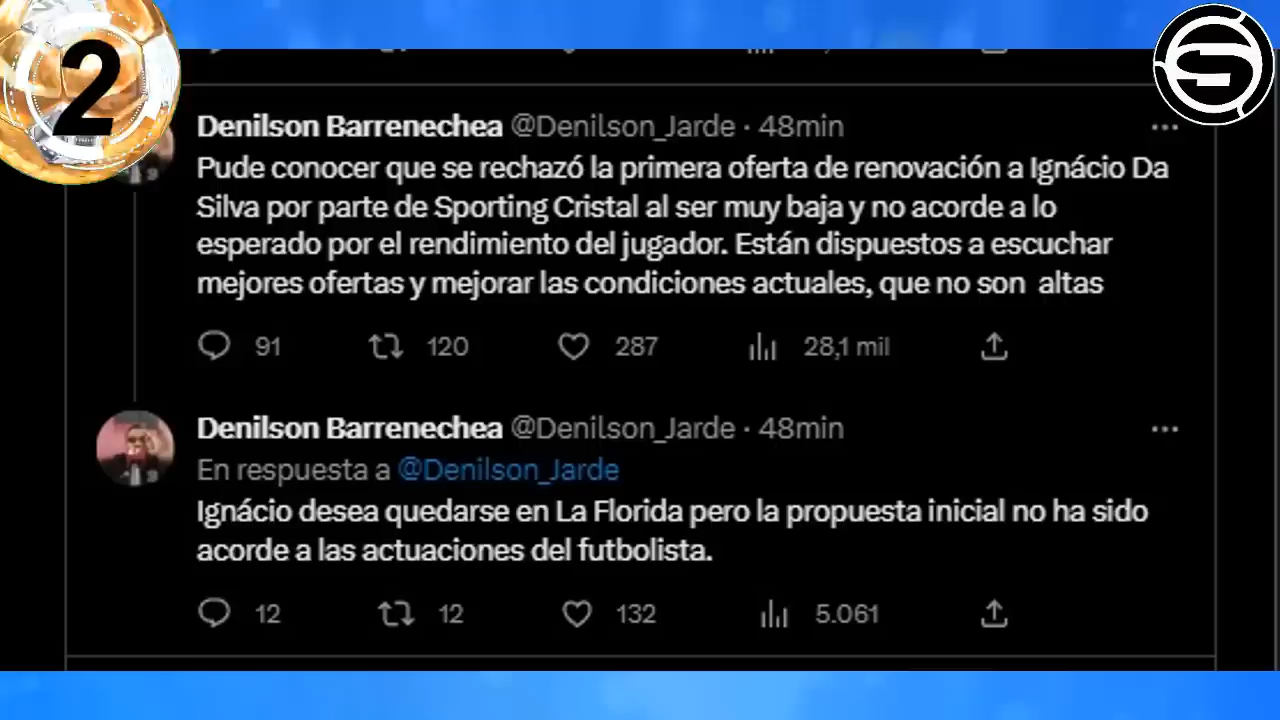 2
Denilson Barrenechea @Denilson_Jarde · 48min
Pude conocer que se rechazó la primera oferta de renovación a Ignácio Da
Silva por parte de Sporting Cristal al ser muy baja y no acorde a lo
esperado por el rendimiento del jugador. Están dispuestos a escuchar
mejores ofertas y mejorar las condiciones actuales, que no son altas
91 120 287 28,1 mil
Denilson Barrenechea @Denilson_Jarde · 48min
En respuesta a @Denilson_Jarde
Ignácio desea quedarse en La Florida pero la propuesta inicial no ha sido
acorde a las actuaciones del futbolista.
12 12 132 5.061